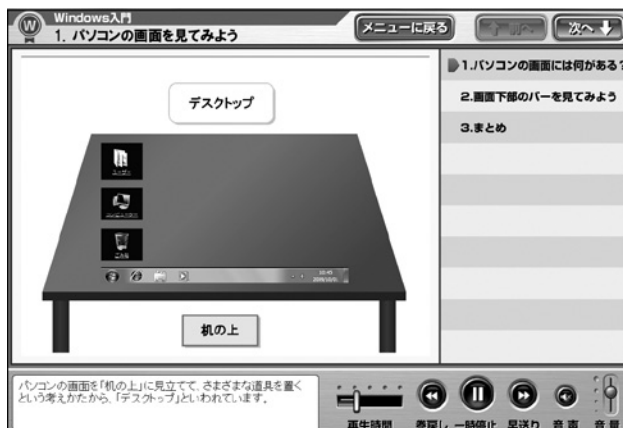 W
Windows入門
1. パソコンの画面を見てみよう
メニューに戻る
前へ
次へ
1.パソコンの画面には何がある?
2.画面下部のバーを見てみよう
3.まとめ
デスクトップ
ごみ箱
10:45
机の上
パソコンの画面を「机の上」に見立てて、さまざまな道具を置く
という考えかたから、「デスクトップ」といわれています。
再生時間
巻戻し
一時停止
早送り
音声
音量